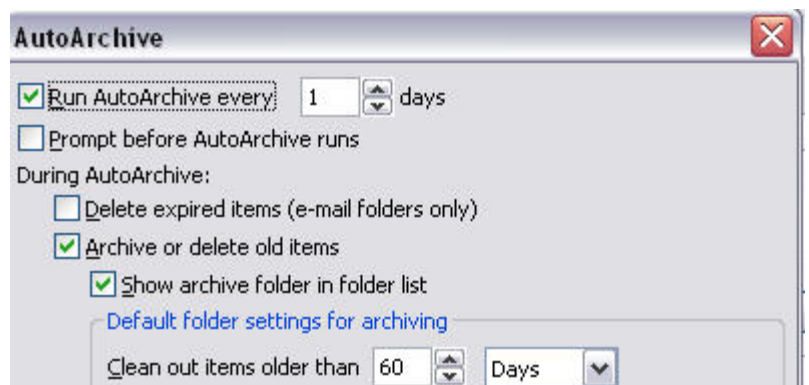 AutoArchive
Run AutoArchive every 1 days
Prompt before AutoArchive runs
During AutoArchive:
Delete expired items (e-mail folders only)
Archive or delete old items
Show archive folder in folder list
Default folder settings for archiving
Clean out items older than 60 Days